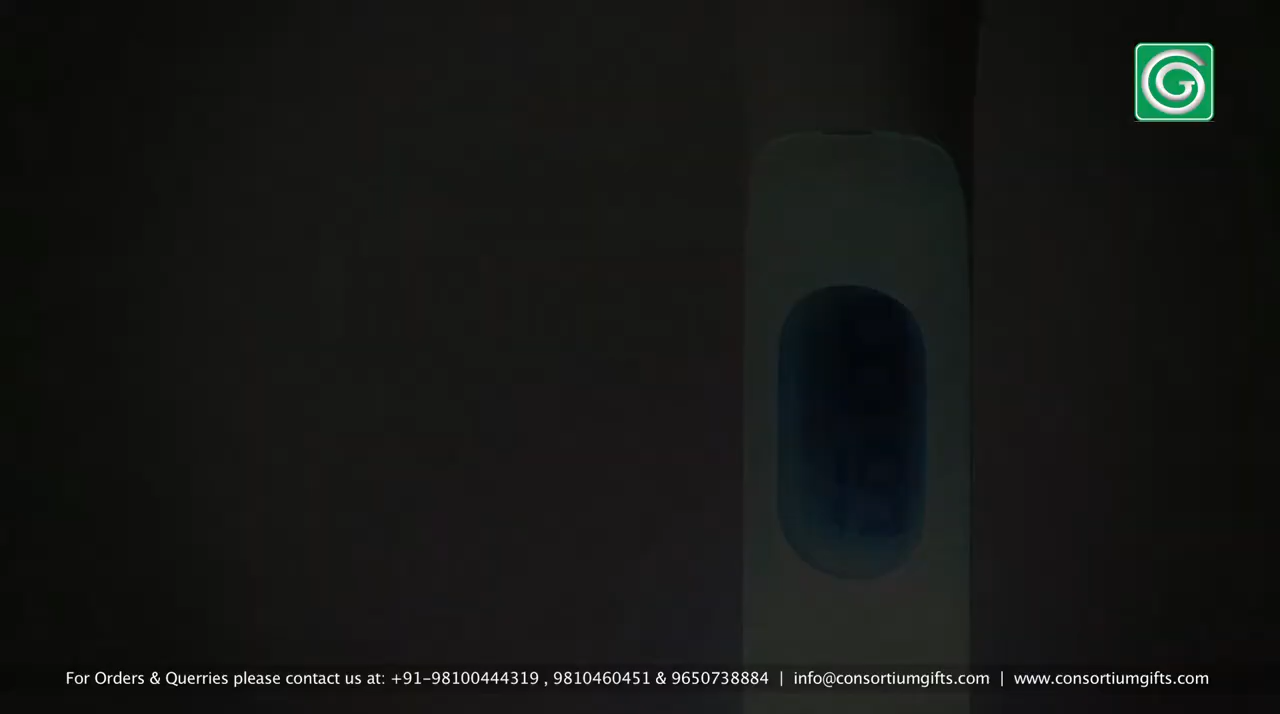 For Orders & Querries please contact us at: +91-98100444319 , 9810460451 & 9650738884 | info@consortiumgifts.com | www.consortiumgifts.com